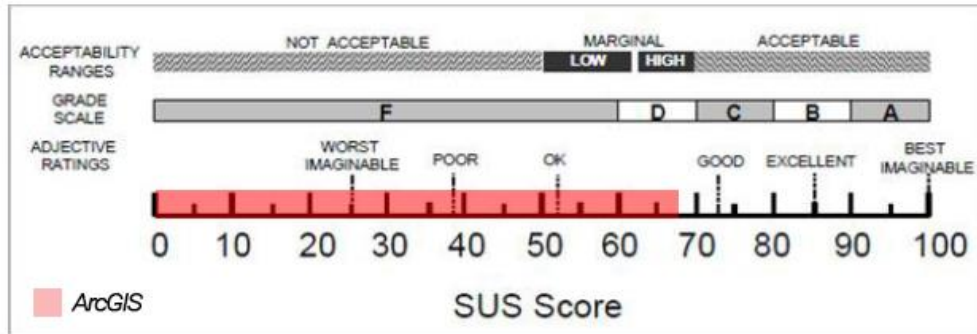 ACCEPTABILITY RANGES
NOT ACCEPTABLE
MARGINAL
ACCEPTABLE
LOW
HIGH
GRADE SCALE
F
D
C
B
A
ADJECTIVE RATINGS
WORST IMAGINABLE
POOR
OK
GOOD
EXCELLENT
BEST IMAGINABLE
0 10 20 30 40 50 60 70 80 90 100
ArcGIS
SUS Score